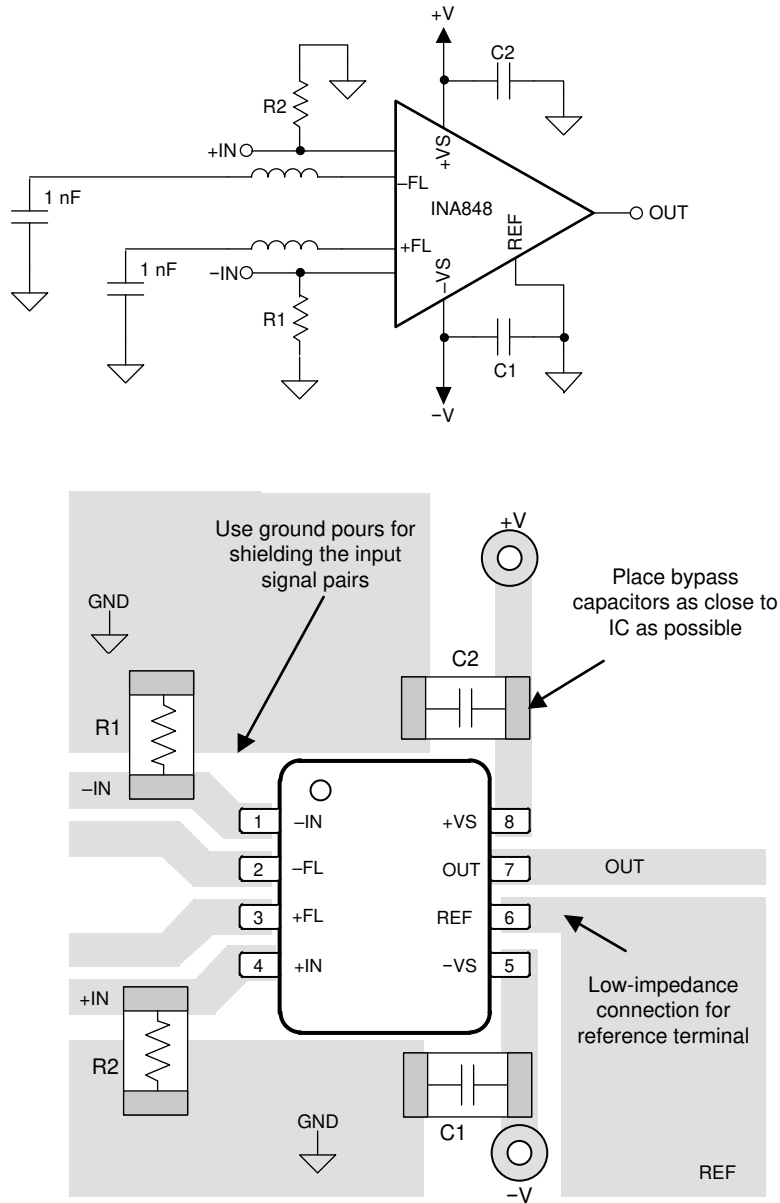 +V
C2
R2
+IN
+VS
−FL
1 nF
INA848
OUT
REF
+FL
1 nF
−IN
−VS
R1
C1
−V
+V
Use ground pours for
shielding the input
signal pairs
Place bypass
capacitors as close to
IC as possible
GND
C2
R1
−IN
1
−IN
+VS
8
2
−FL
OUT
7
OUT
3
+FL
REF
6
4
+IN
−VS
5
+IN
Low-impedance
connection for
reference terminal
R2
C1
GND
REF
−V